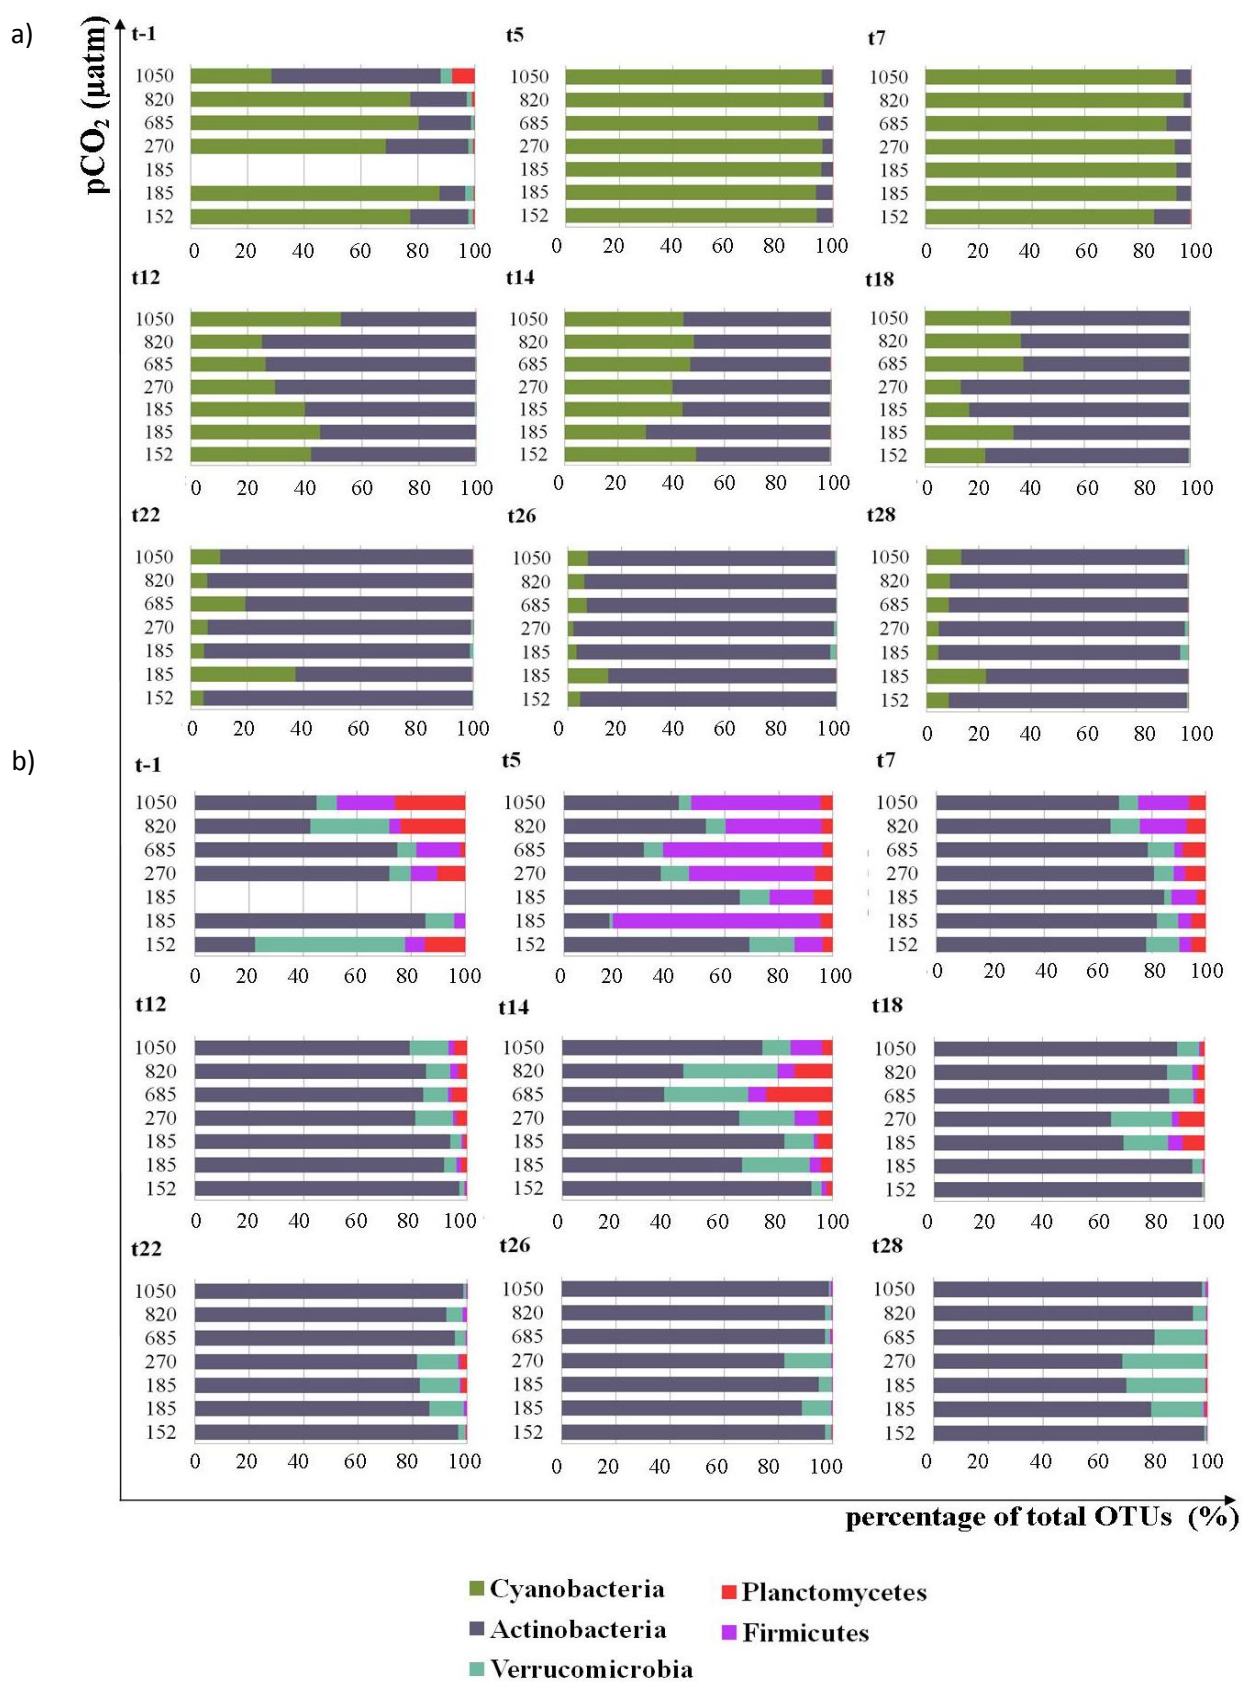 a)
pCO₂ (µatm)
t-1
1050
820
685
270
185
185
152
0 20 40 60 80 100
t5
1050
820
685
270
185
185
152
0 20 40 60 80 100
t7
1050
820
685
270
185
185
152
0 20 40 60 80 100
t12
1050
820
685
270
185
185
152
0 20 40 60 80 100
t14
1050
820
685
270
185
185
152
0 20 40 60 80 100
t18
1050
820
685
270
185
185
152
0 20 40 60 80 100
t22
1050
820
685
270
185
185
152
0 20 40 60 80 100
t26
1050
820
685
270
185
185
152
0 20 40 60 80 100
t28
1050
820
685
270
185
185
152
0 20 40 60 80 100
b)
t-1
1050
820
685
270
185
185
152
0 20 40 60 80 100
t5
1050
820
685
270
185
185
152
0 20 40 60 80 100
t7
1050
820
685
270
185
185
152
0 20 40 60 80 100
t12
1050
820
685
270
185
185
152
0 20 40 60 80 100
t14
1050
820
685
270
185
185
152
0 20 40 60 80 100
t18
1050
820
685
270
185
185
152
0 20 40 60 80 100
t22
1050
820
685
270
185
185
152
0 20 40 60 80 100
t26
1050
820
685
270
185
185
152
0 20 40 60 80 100
t28
1050
820
685
270
185
185
152
0 20 40 60 80 100
percentage of total OTUs (%)
Cyanobacteria
Actinobacteria
Verrucomicrobia
Planctomycetes
Firmicutes